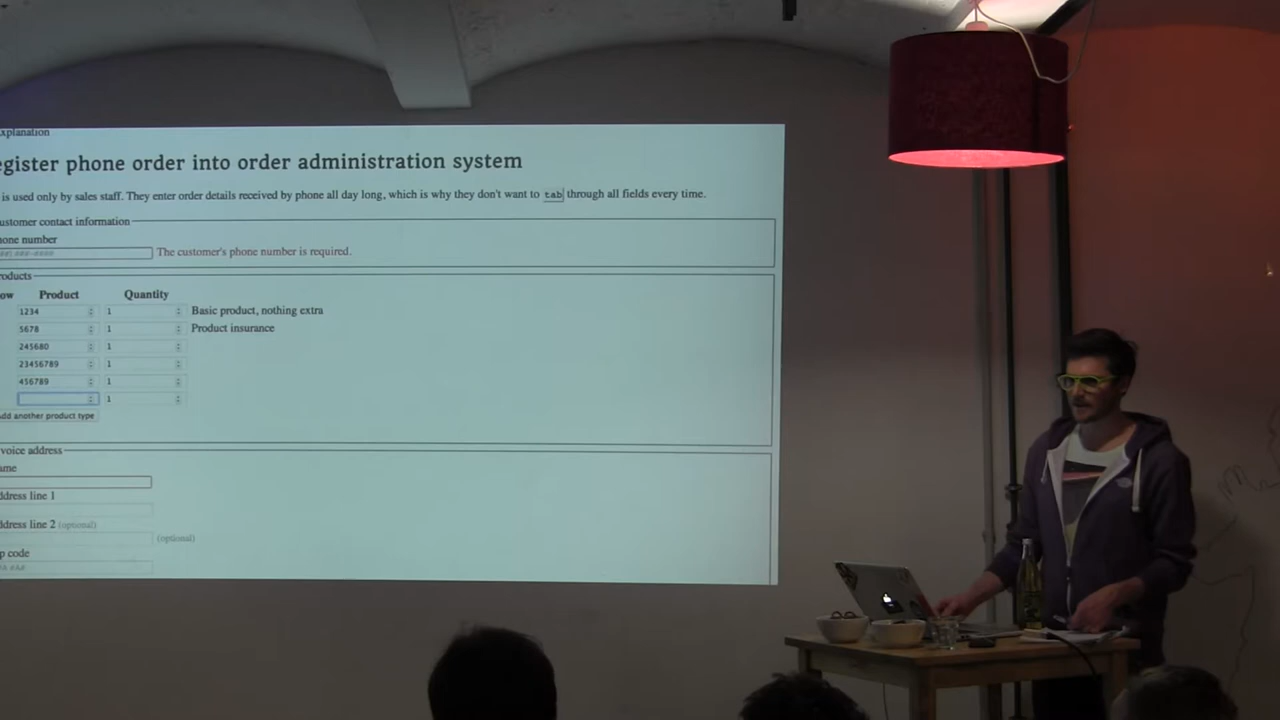 xplanation
egister phone order into order administration system
is used only by sales staff. They enter order details received by phone all day long, which is why they don't want to tab through all fields every time.
ustomer contact information
one number
The customer's phone number is required.
roducts
ow Product Quantity
1234 1 Basic product, nothing extra
5678 1 Product insurance
245680 1
23456789 1
456789 1
1
dd another product type
voice address
ame
ddress line 1
ddress line 2 (optional)
(optional)
p code